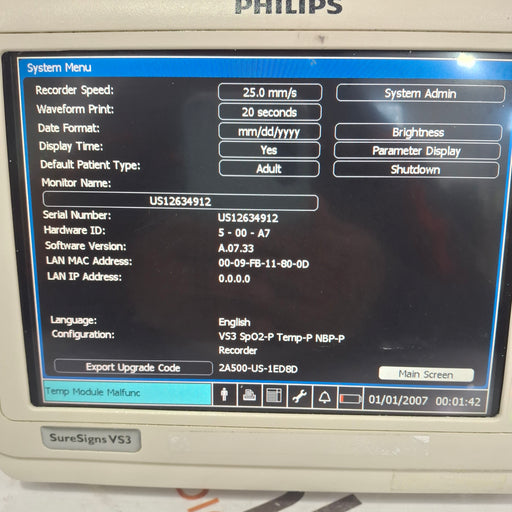 PHILIPS
System Menu
Recorder Speed: 25.0 mm/s System Admin
Waveform Print: 20 seconds
Date Format: mm/dd/yyyy Brightness
Display Time: Yes Parameter Display
Default Patient Type: Adult Shutdown
Monitor Name:
US12634912
Serial Number: US12634912
Hardware ID: 5 - 00 - A7
Software Version: A.07.33
LAN MAC Address: 00-09-FB-11-80-0D
LAN IP Address: 0.0.0.0
Language: English
Configuration: VS3 SpO2-P Temp-P NBP-P
Recorder
Export Upgrade Code 2A500-US-1ED8D Main Screen
Temp Module Malfunc 01/01/2007 00:01:42
SureSigns VS3